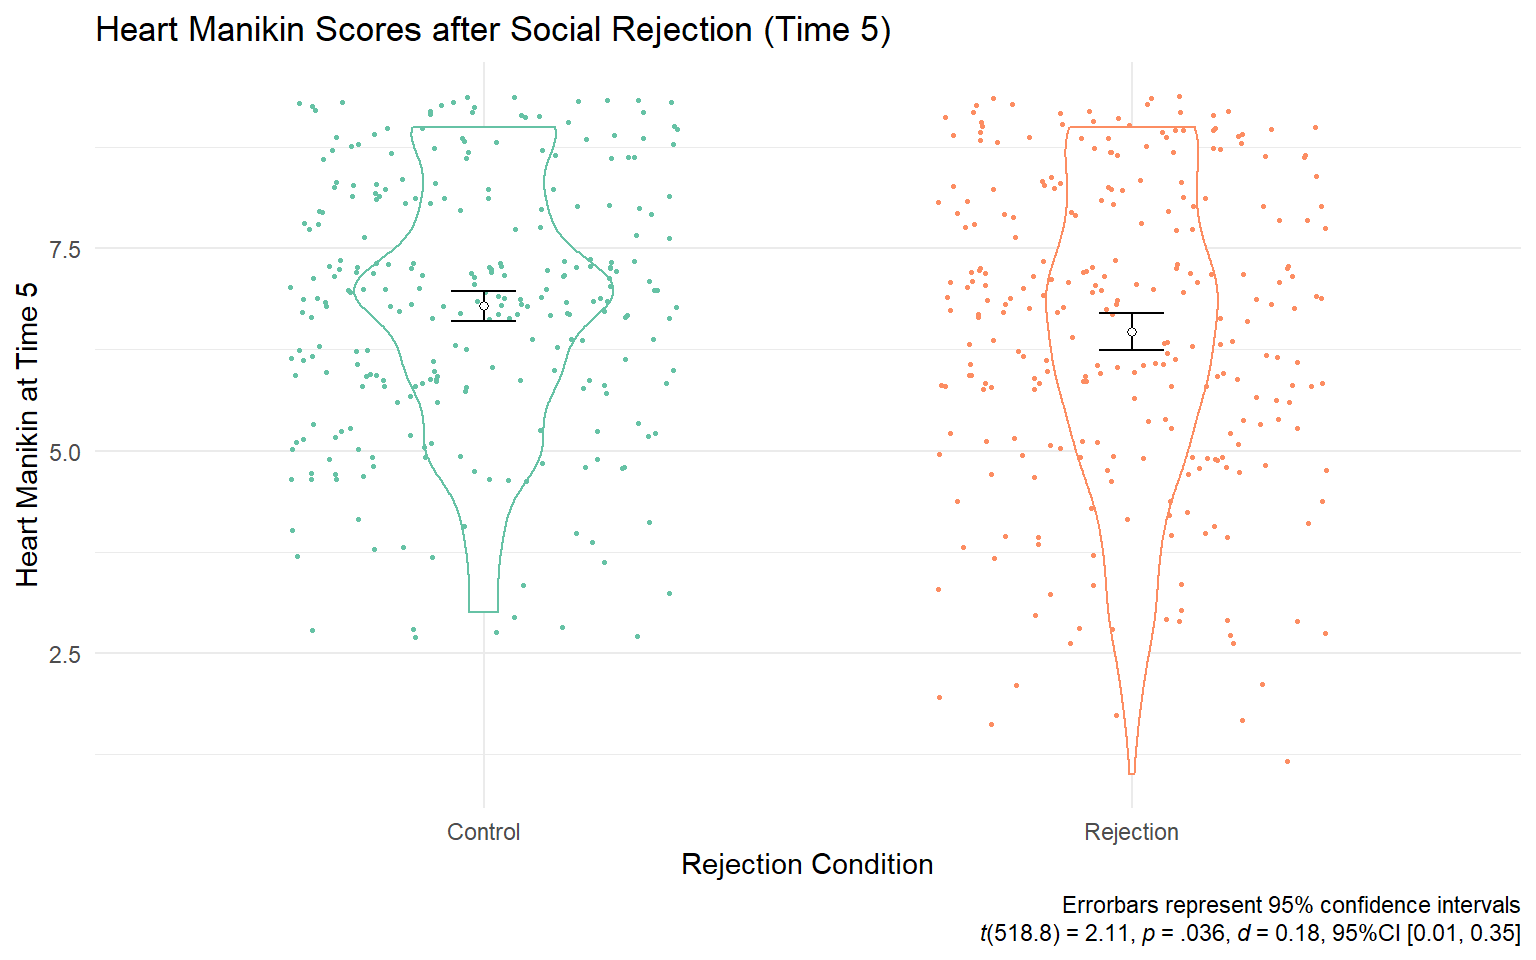 Heart Manikin Scores after Social Rejection (Time 5)
Heart Manikin at Time 5
7.5
5.0
2.5
Control
Rejection
Rejection Condition
Errorbars represent 95% confidence intervals
t(518.8) = 2.11, p = .036, d = 0.18, 95%CI [0.01, 0.35]